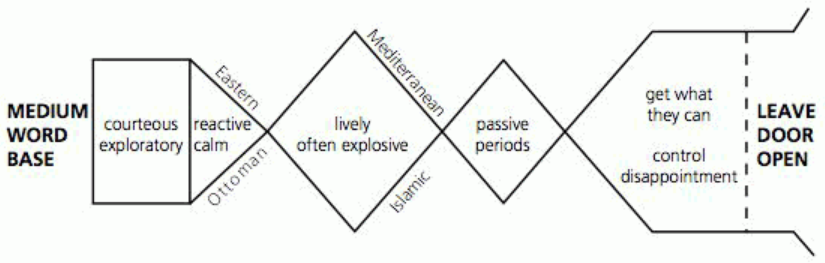 MEDIUM
WORD
BASE
courteous
exploratory
reactive
calm
Eastern
Ottoman
lively
often explosive
Mediterranean
Islamic
passive
periods
get what
they can
control
disappointment
LEAVE
DOOR
OPEN